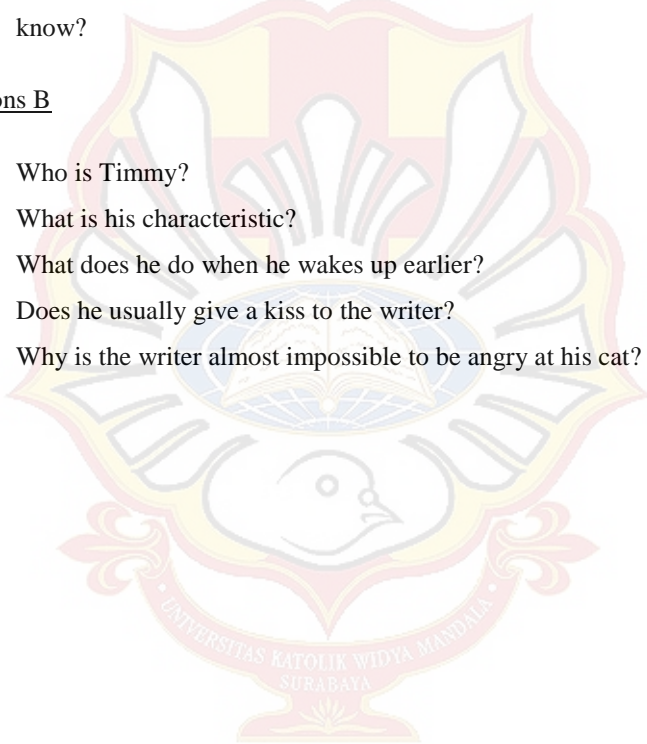 know?
ons B
Who is Timmy?
What is his characteristic?
What does he do when he wakes up earlier?
Does he usually give a kiss to the writer?
Why is the writer almost impossible to be angry at his cat?
UNIVERSITAS KATOLIK WIDYA MANDALA
SURABAYA